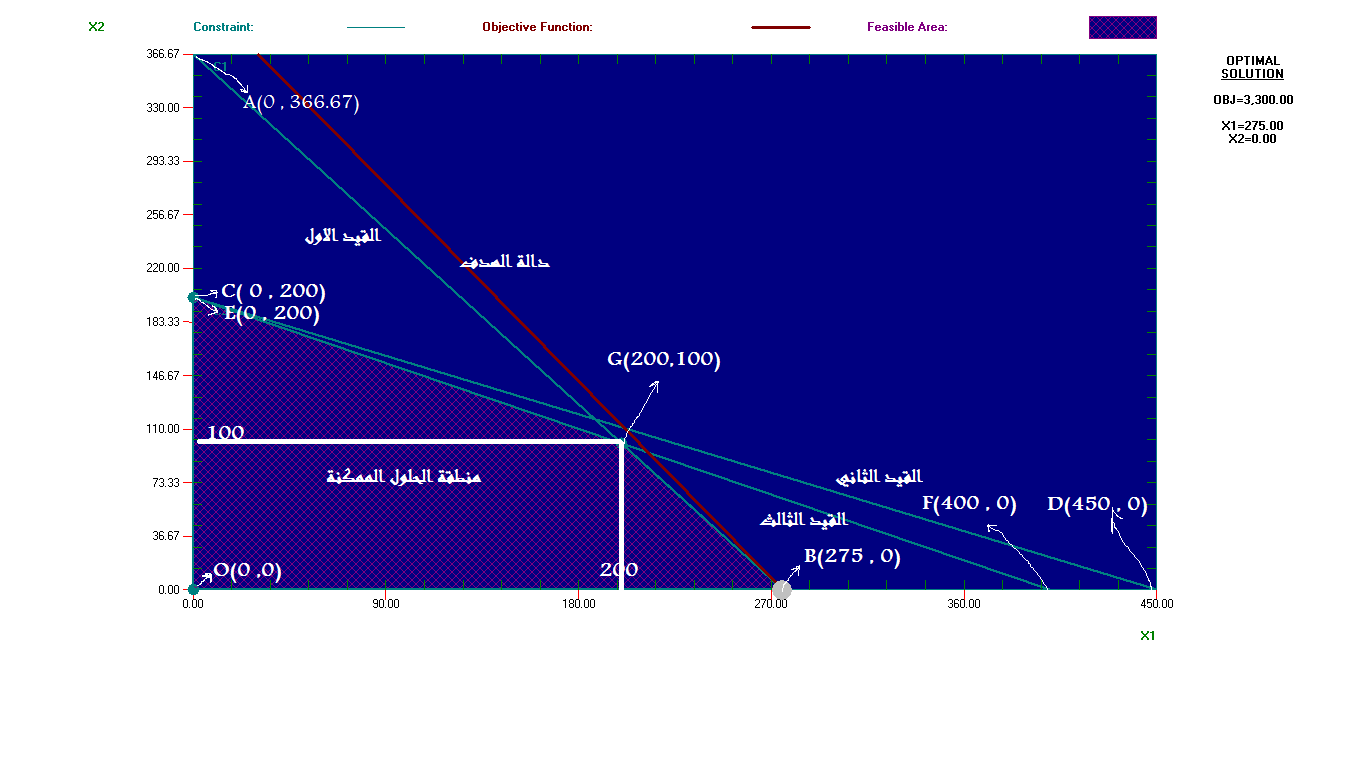 X2
Constraint:
Objective Function:
Feasible Area:
OPTIMAL
SOLUTION
OBJ=3,300.00
X1=275.00
X2=0.00
366.67
330.00
293.33
256.67
220.00
183.33
146.67
110.00
73.33
36.67
0.00
C1
A(0 , 366.67)
القيد الاول
دالة الهدف
C( 0 , 200)
E(0 , 200)
G(200,100)
100
منطقة الحلول الممكنة
القيد الثاني
F(400 , 0)
D(450 , 0)
القيد الثالث
B(275 , 0)
O(0 ,0)
200
0.00
90.00
180.00
270.00
360.00
450.00
X1